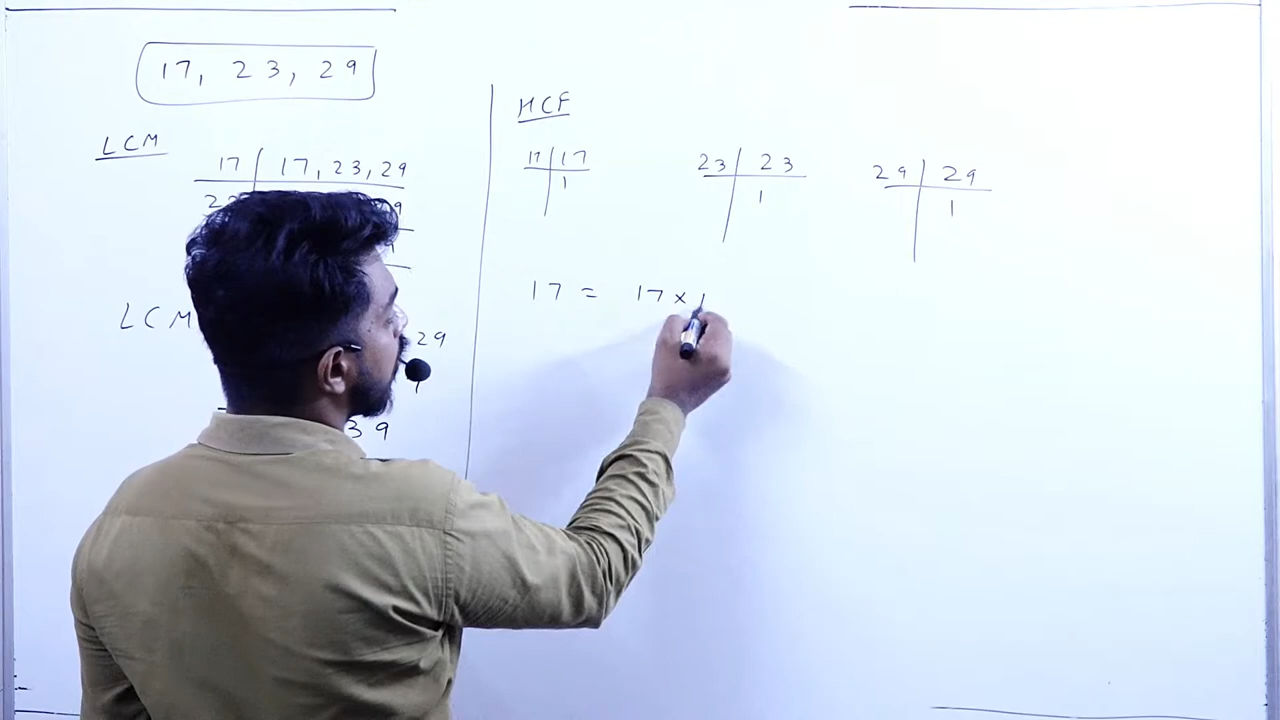 17, 23, 29
LCM
17 | 17, 23, 29
LCM
29
39
HCF
17 | 17
1
23 | 23
1
29 | 29
1
17 = 17 × 1